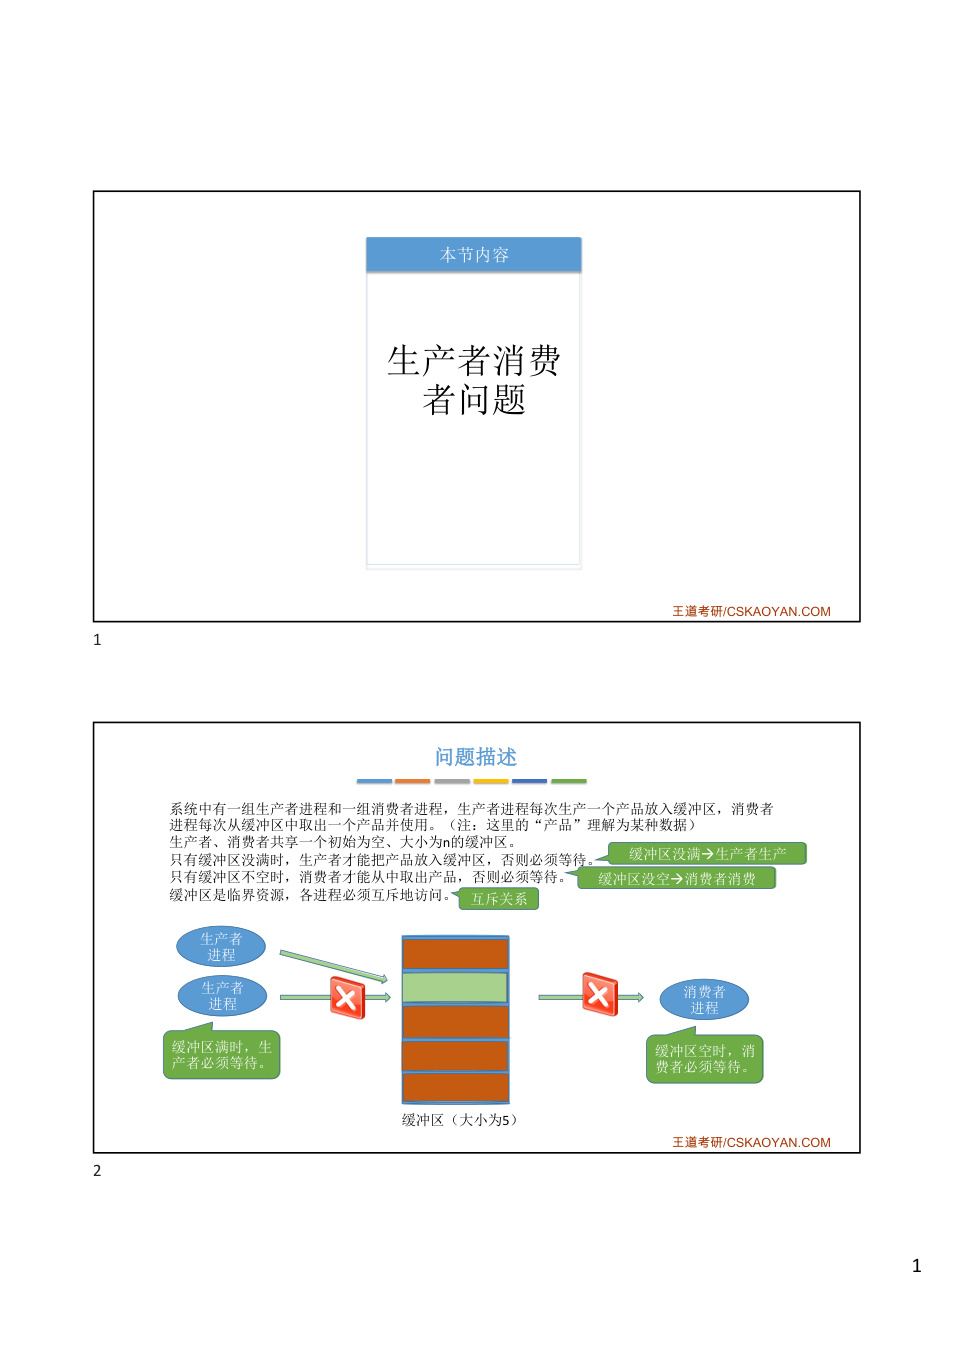 本节内容
生产者消费
者问题
王道考研/CSKAOYAN.COM
1
问题描述
系统中有一组生产者进程和一组消费者进程，生产者进程每次生产一个产品放入缓冲区，消费者
进程每次从缓冲区中取出一个产品并使用。（注：这里的“产品”理解为某种数据）
生产者、消费者共享一个初始为空、大小为n的缓冲区。
只有缓冲区没满时，生产者才能把产品放入缓冲区，否则必须等待。
缓冲区没满→生产者生产
只有缓冲区不空时，消费者才能从中取出产品，否则必须等待。
缓冲区没空→消费者消费
缓冲区是临界资源，各进程必须互斥地访问。
互斥关系
生产者
进程
生产者
进程
消费者
进程
缓冲区满时，生
产者必须等待。
缓冲区空时，消
费者必须等待。
缓冲区（大小为5）
王道考研/CSKAOYAN.COM
2
1